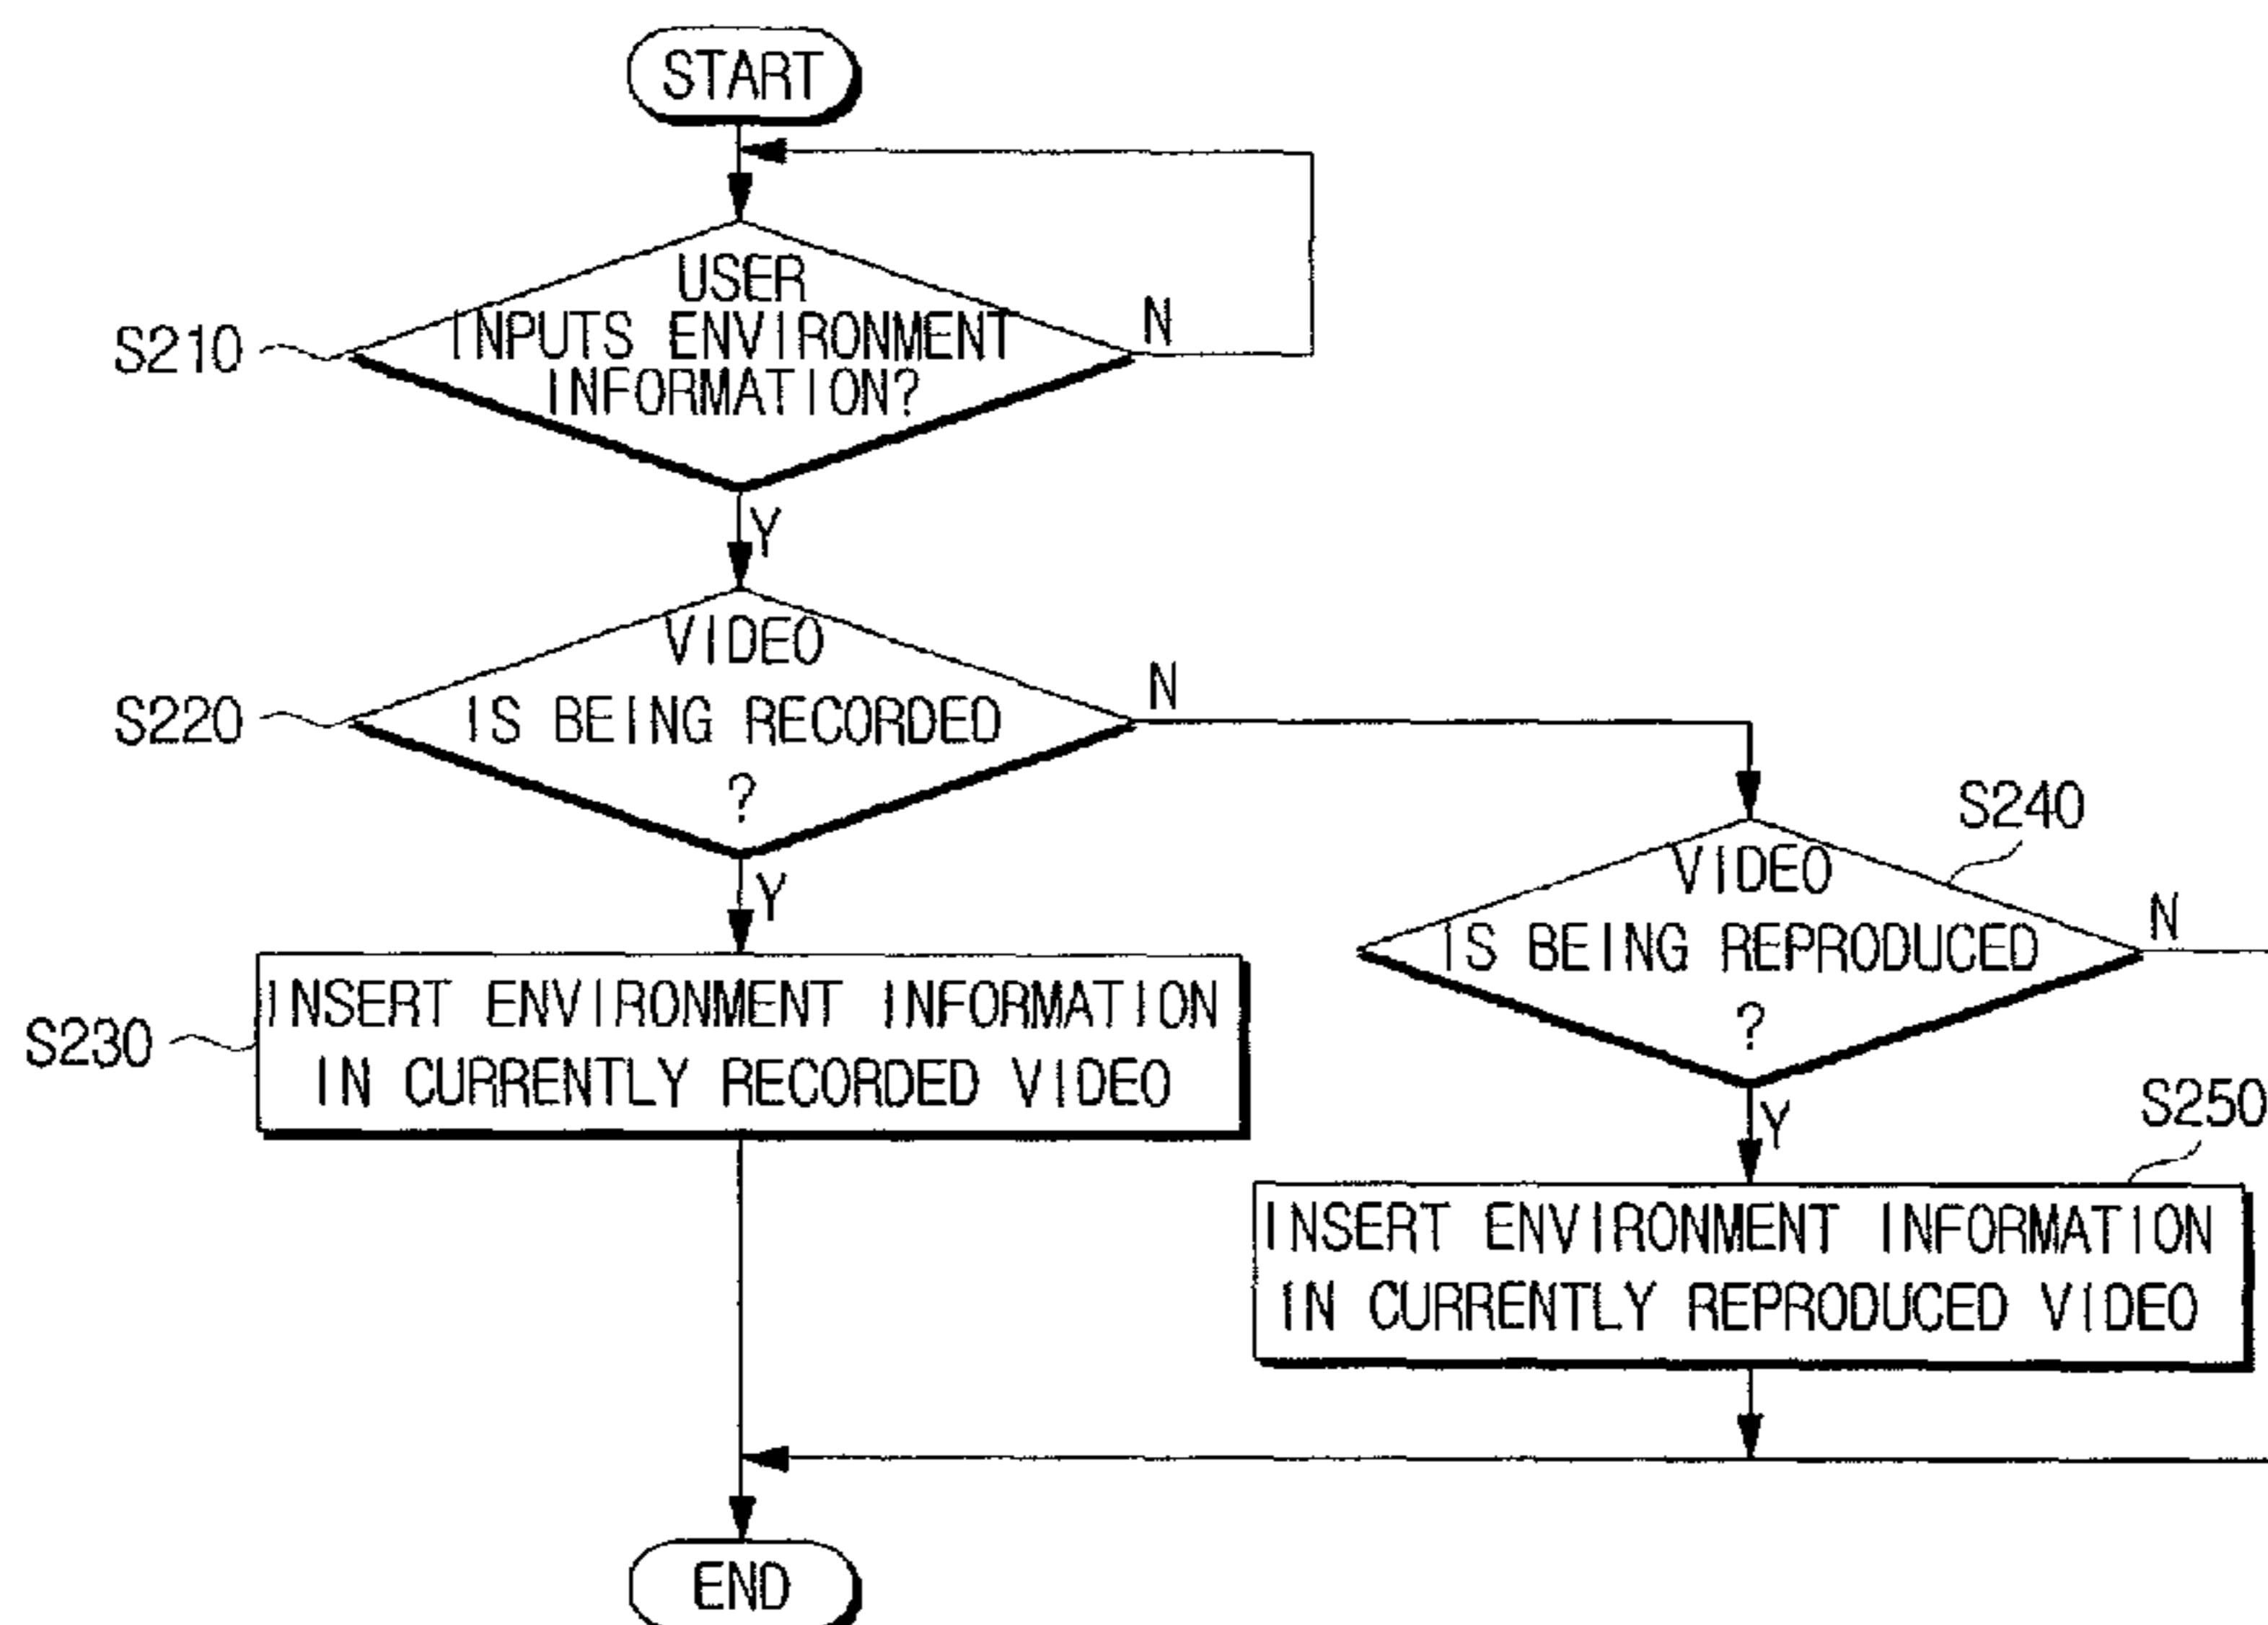 START
USER
INPUTS ENVIRONMENT
INFORMATION?
N
S210
Y
VIDEO
IS BEING RECORDED
?
N
S220
Y
S240
VIDEO
IS BEING REPRODUCED
?
N
INSERT ENVIRONMENT INFORMATION
IN CURRENTLY RECORDED VIDEO
S230
Y
S250
INSERT ENVIRONMENT INFORMATION
IN CURRENTLY REPRODUCED VIDEO
END